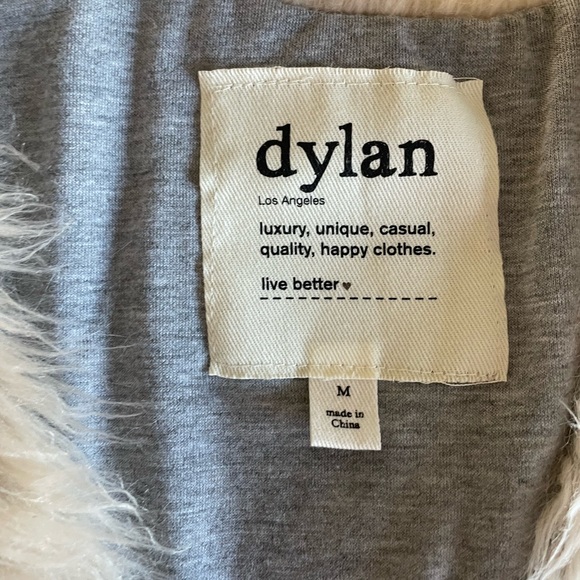 dylan
Los Angeles
luxury, unique, casual,
quality, happy clothes.
live better♥
M
made in
China